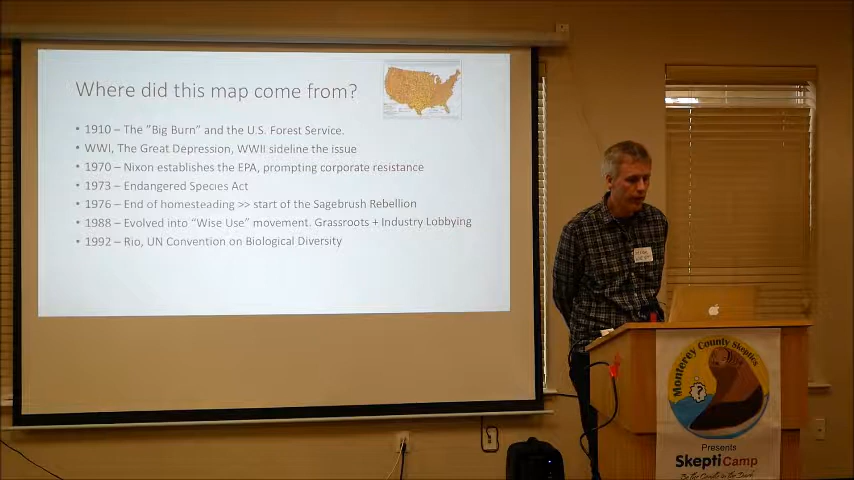 Where did this map come from?
• 1910 – The "Big Burn" and the U.S. Forest Service.
• WWI, The Great Depression, WWII sideline the issue
• 1970 – Nixon establishes the EPA, prompting corporate resistance
• 1973 – Endangered Species Act
• 1976 – End of homesteading >> start of the Sagebrush Rebellion
• 1988 – Evolved into "Wise Use" movement. Grassroots + Industry Lobbying
• 1992 – Rio, UN Convention on Biological Diversity
Monterey County Skeptics
?
Presents
SkeptiCamp